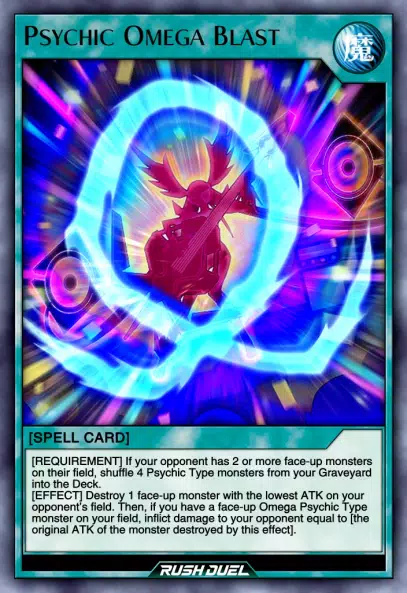 Psychic Omega Blast
魔
[SPELL CARD]
[REQUIREMENT] If your opponent has 2 or more face-up monsters
on their field, shuffle 4 Psychic Type monsters from your Graveyard
into the Deck.
[EFFECT] Destroy 1 face-up monster with the lowest ATK on your
opponent's field. Then, if you have a face-up Omega Psychic Type
monster on your field, inflict damage to your opponent equal to [the
original ATK of the monster destroyed by this effect].
RUSH DUEL